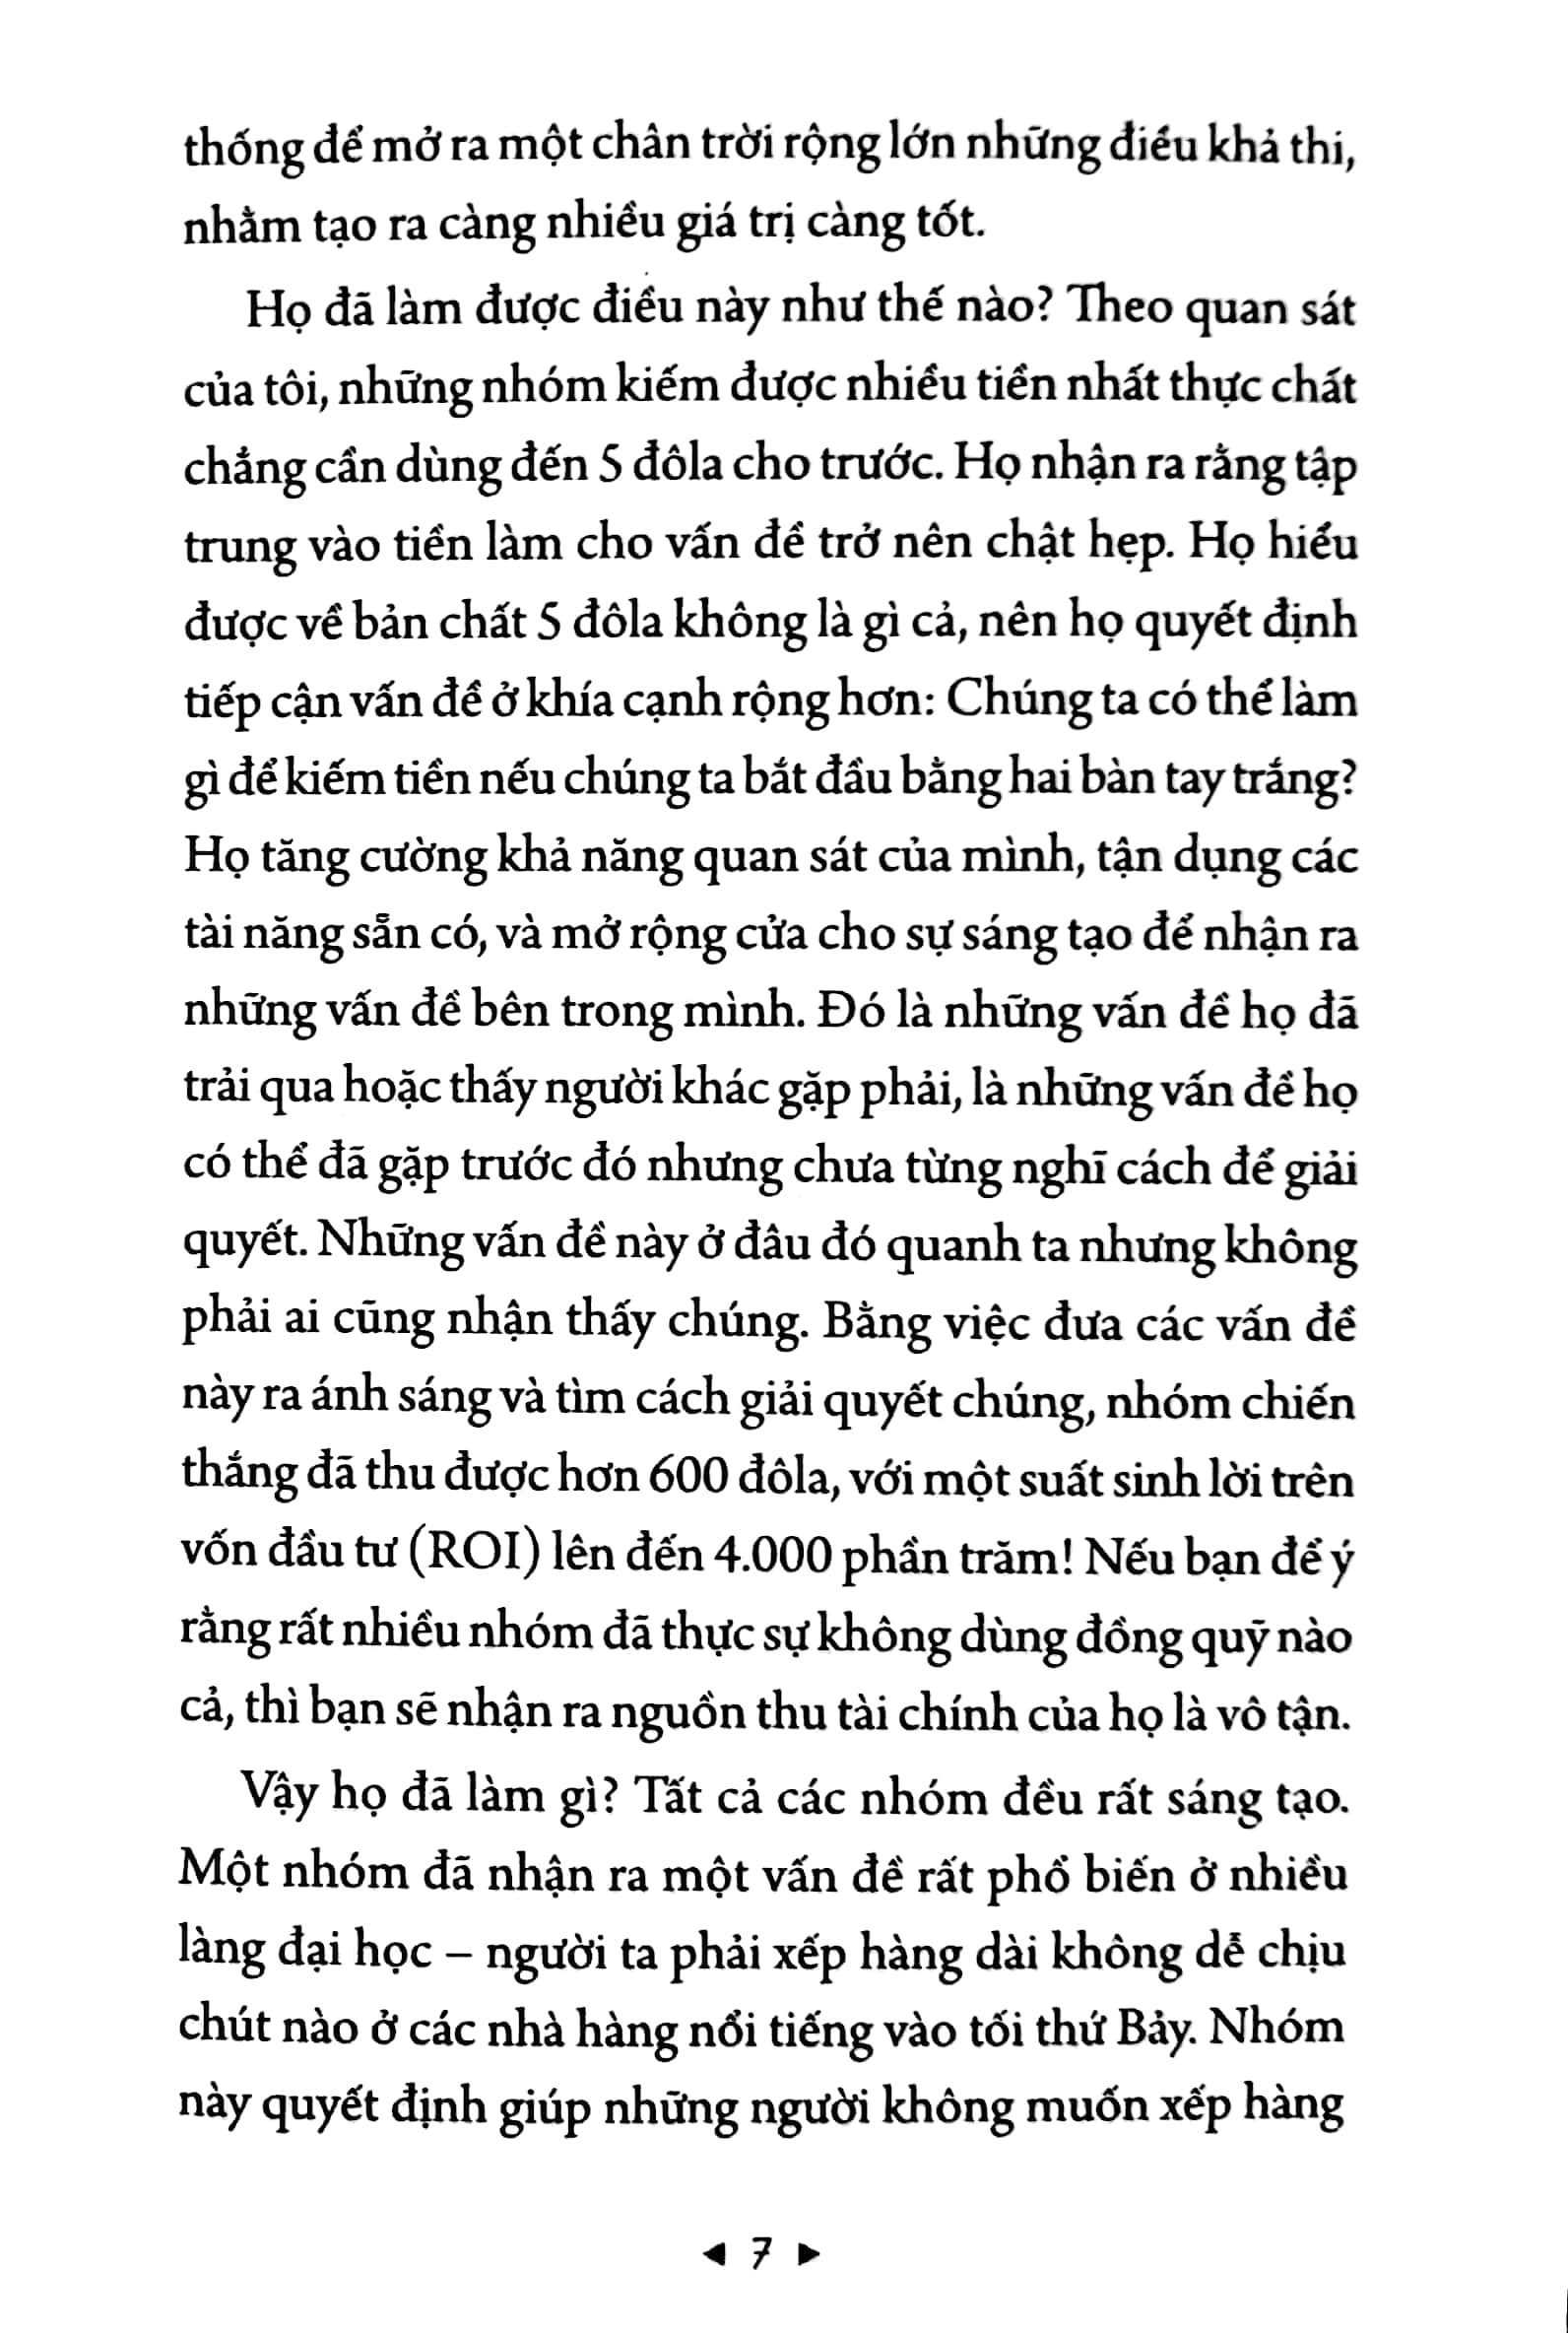 thống để mở ra một chân trời rộng lớn những điều khả thi,
nhằm tạo ra càng nhiều giá trị càng tốt.
Họ đã làm được điều này như thế nào? Theo quan sát
của tôi, những nhóm kiếm được nhiều tiền nhất thực chất
chẳng cần dùng đến 5 đôla cho trước. Họ nhận ra rằng tập
trung vào tiền làm cho vấn đề trở nên chật hẹp. Họ hiểu
được về bản chất 5 đôla không là gì cả, nên họ quyết định
tiếp cận vấn đề ở khía cạnh rộng hơn: Chúng ta có thể làm
gì để kiếm tiền nếu chúng ta bắt đầu bằng hai bàn tay trắng?
Họ tăng cường khả năng quan sát của mình, tận dụng các
tài năng sẵn có, và mở rộng cửa cho sự sáng tạo để nhận ra
những vấn đề bên trong mình. Đó là những vấn đề họ đã
trải qua hoặc thấy người khác gặp phải, là những vấn đề họ
có thể đã gặp trước đó nhưng chưa từng nghĩ cách để giải
quyết. Những vấn đề này ở đâu đó quanh ta nhưng không
phải ai cũng nhận thấy chúng. Bằng việc đưa các vấn đề
này ra ánh sáng và tìm cách giải quyết chúng, nhóm chiến
thắng đã thu được hơn 600 đôla, với một suất sinh lời trên
vốn đầu tư (ROI) lên đến 4.000 phần trăm! Nếu bạn để ý
rằng rất nhiều nhóm đã thực sự không dùng đồng quỹ nào
cả, thì bạn sẽ nhận ra nguồn thu tài chính của họ là vô tận.
Vậy họ đã làm gì? Tất cả các nhóm đều rất sáng tạo.
Một nhóm đã nhận ra một vấn đề rất phổ biến ở nhiều
làng đại học – người ta phải xếp hàng dài không dễ chịu
chút nào ở các nhà hàng nổi tiếng vào tối thứ Bảy. Nhóm
này quyết định giúp những người không muốn xếp hàng
◄ 7 ►